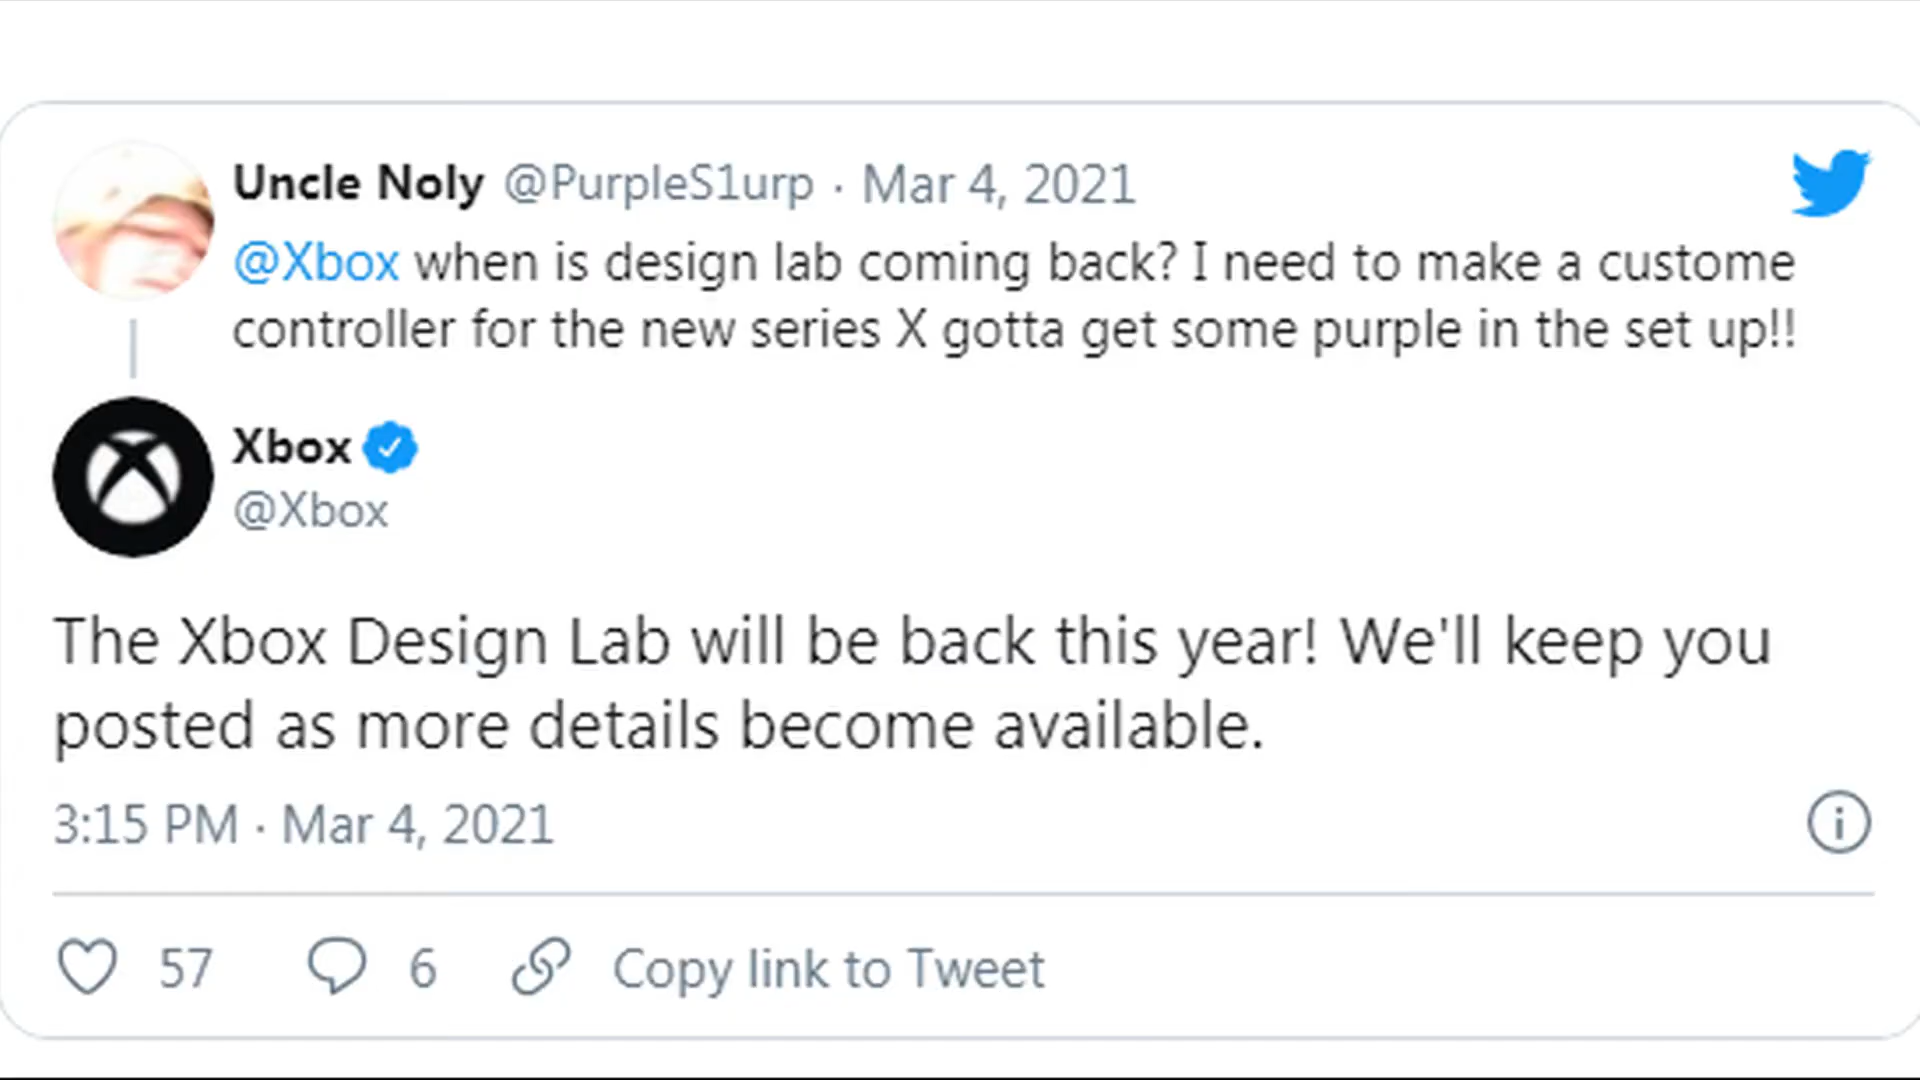 Uncle Noly @PurpleS1urp · Mar 4, 2021
@Xbox when is design lab coming back? I need to make a custome
controller for the new series X gotta get some purple in the set up!!
Xbox
@Xbox
The Xbox Design Lab will be back this year! We'll keep you
posted as more details become available.
3:15 PM · Mar 4, 2021
57 6 Copy link to Tweet